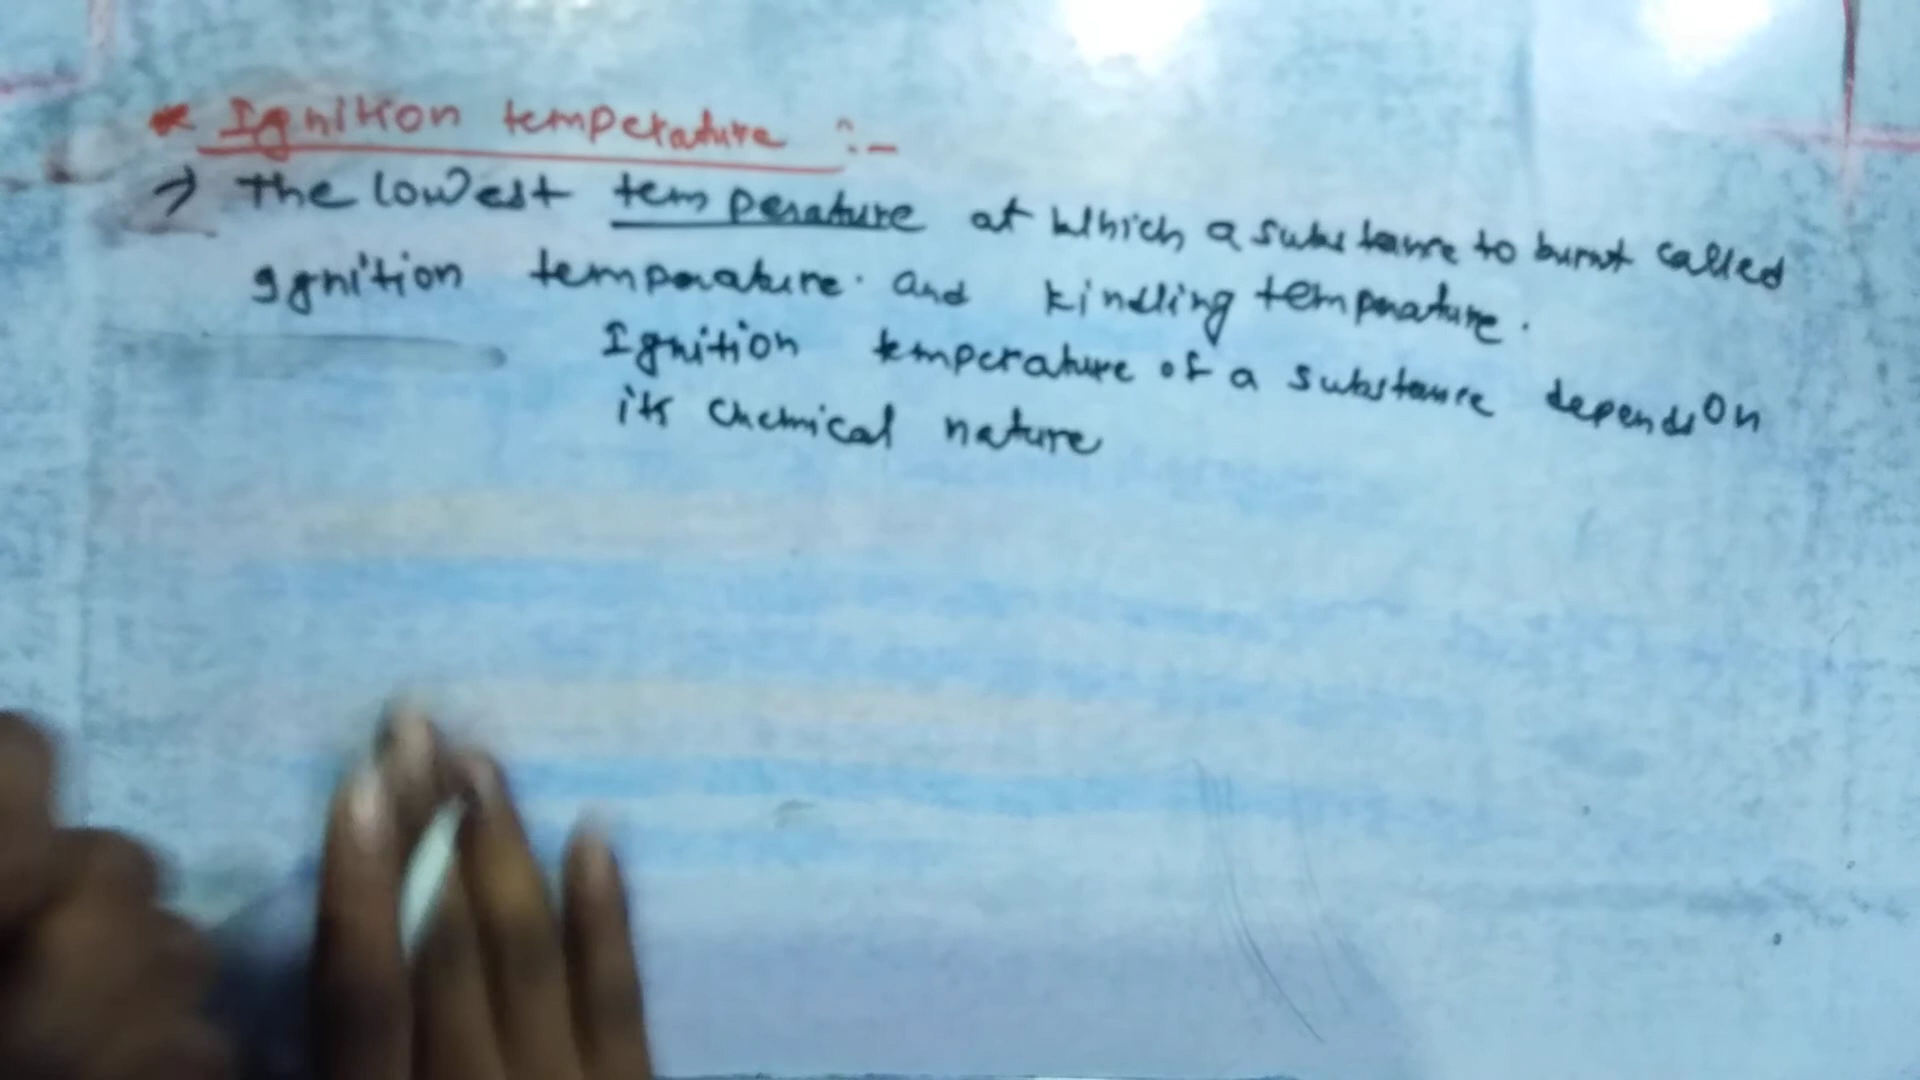 * Ignition temperature :-
→ The lowest temperature at which a substance to burnt called
Ignition temperature. and kindling temperature.
Ignition temperature of a substance depends on
its chemical nature